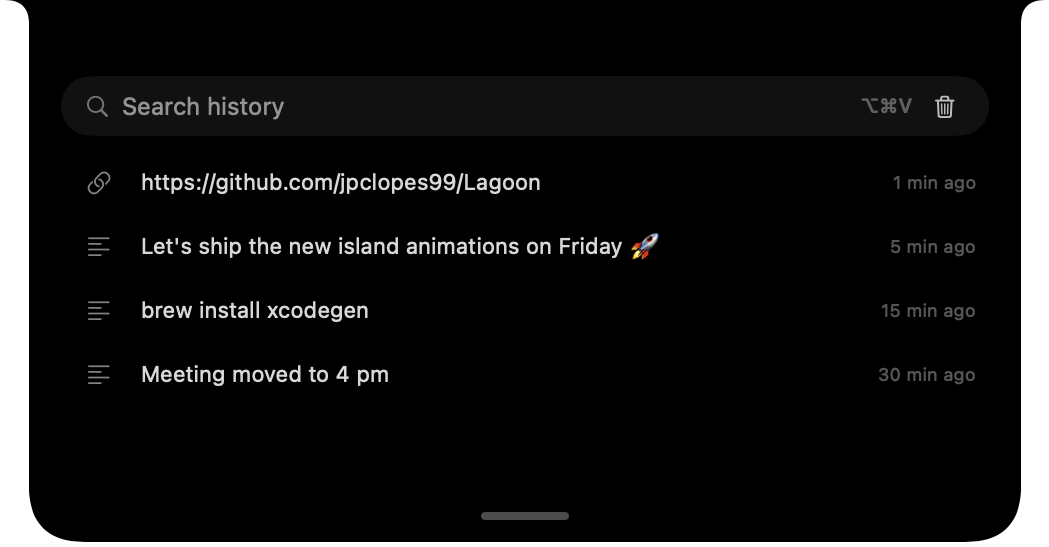 Search history ⌥⌘V
https://github.com/jpclopes99/Lagoon 1 min ago
Let's ship the new island animations on Friday 🚀 5 min ago
brew install xcodegen 15 min ago
Meeting moved to 4 pm 30 min ago